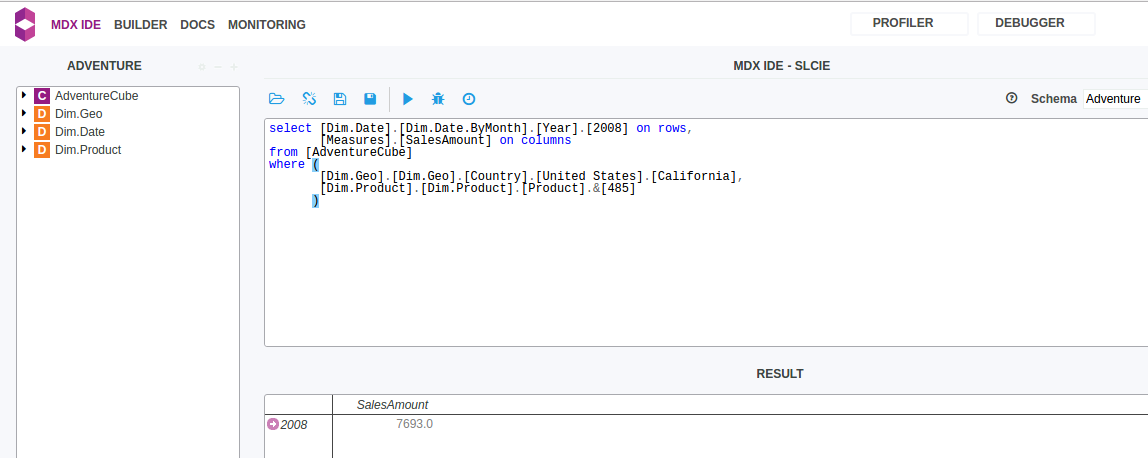 MDX IDE BUILDER DOCS MONITORING PROFILER DEBUGGER
ADVENTURE
C AdventureCube
D Dim.Geo
D Dim.Date
D Dim.Product
MDX IDE - SLCIE
Schema Adventure
select [Dim.Date].[Dim.Date.ByMonth].[Year].[2008] on rows,
[Measures].[SalesAmount] on columns
from [AdventureCube]
where (
[Dim.Geo].[Dim.Geo].[Country].[United States].[California],
[Dim.Product].[Dim.Product].[Product].&[485]
)
RESULT
SalesAmount
2008 7693.0